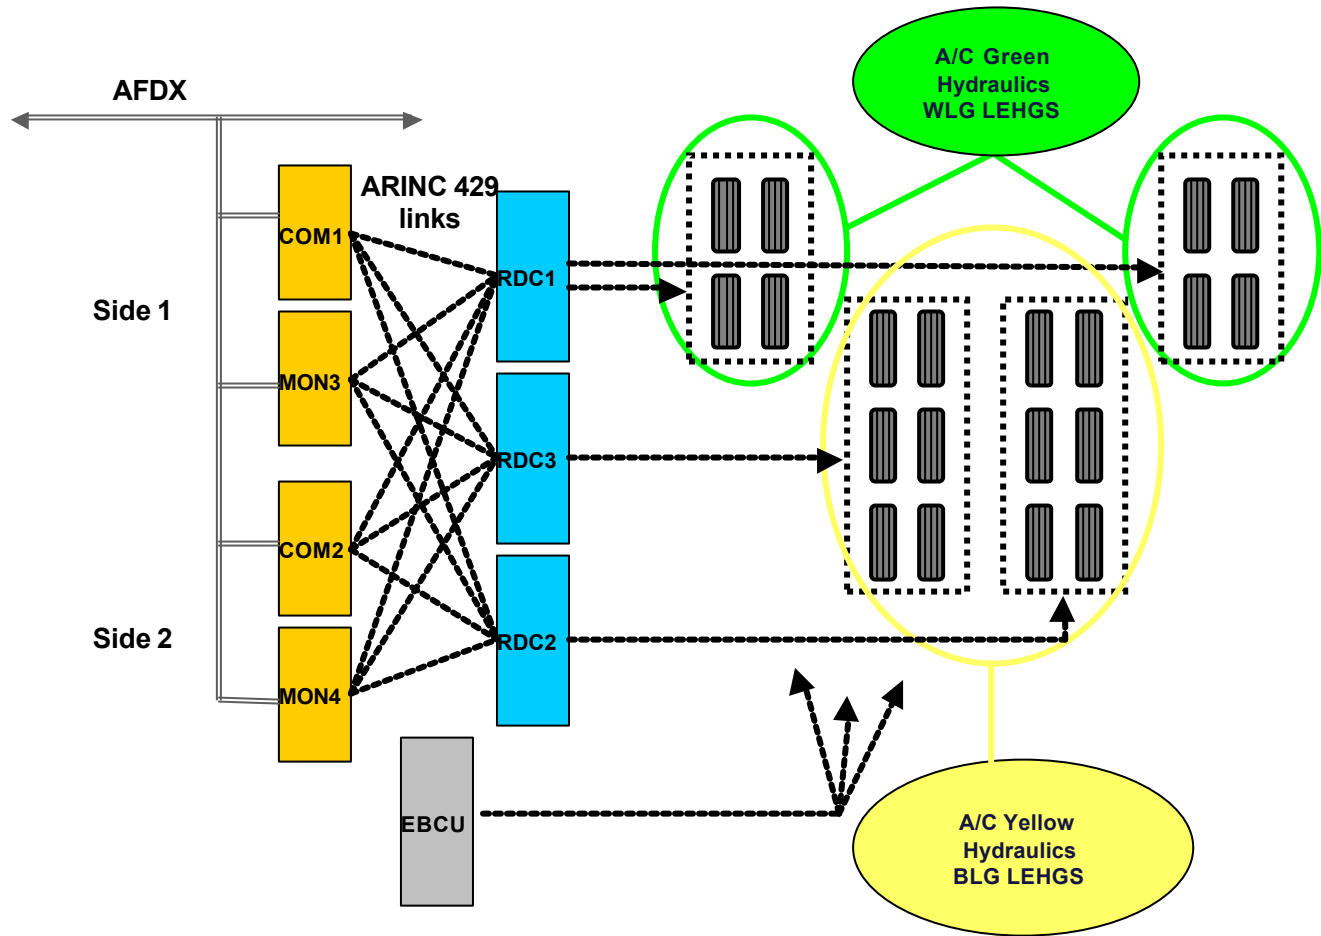 AFDX
A/C Green
Hydraulics
WLG LEHGS
ARINC 429
links
COM1
RDC1
Side 1
MON3
RDC3
COM2
Side 2
RDC2
MON4
EBCU
A/C Yellow
Hydraulics
BLG LEHGS